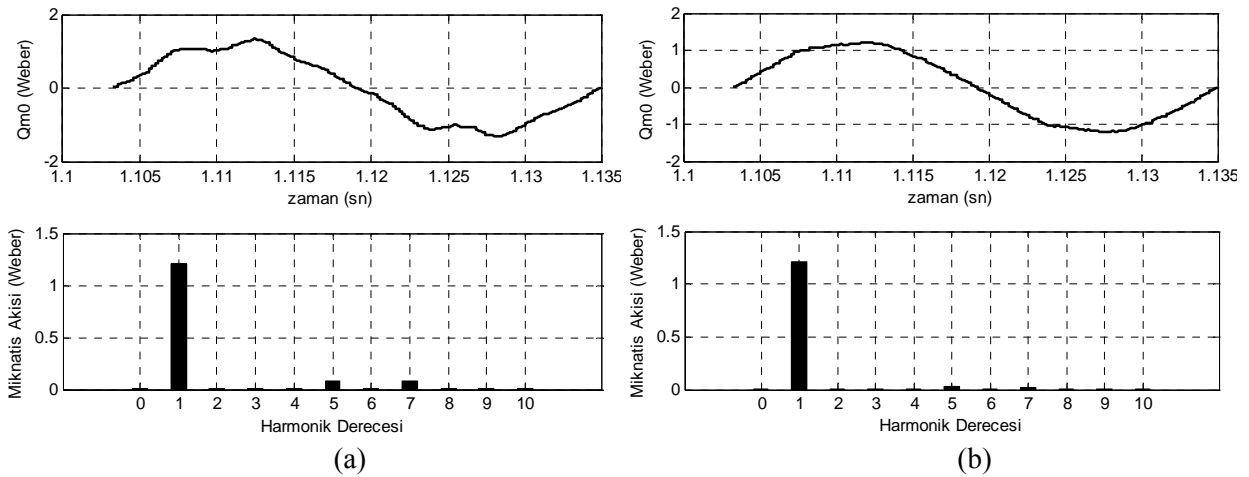 Qm0 (Weber)
2
1
0
-1
-2
1.1 1.105 1.11 1.115 1.12 1.125 1.13 1.135
zaman (sn)
Miknatis Akisi (Weber)
1.5
1
0.5
0
0 1 2 3 4 5 6 7 8 9 10
Harmonik Derecesi
(a)
Qm0 (Weber)
2
1
0
-1
-2
1.1 1.105 1.11 1.115 1.12 1.125 1.13 1.135
zaman (sn)
Miknatis Akisi (Weber)
1.5
1
0.5
0
0 1 2 3 4 5 6 7 8 9 10
Harmonik Derecesi
(b)